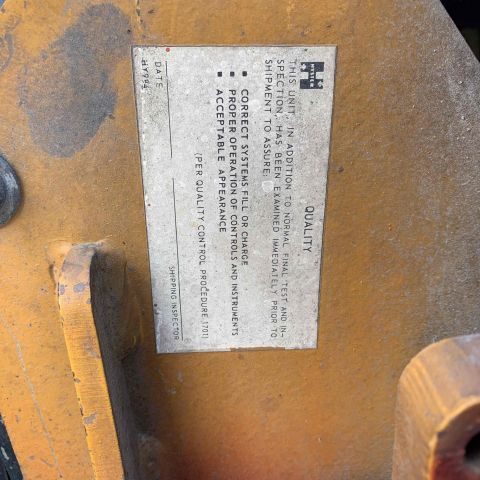 HYSTER
QUALITY
THIS UNIT, IN ADDITION TO NORMAL FINAL TEST AND IN-
SPECTION, HAS BEEN EXAMINED IMMEDIATELY PRIOR TO
SHIPMENT TO ASSURE:
▪ CORRECT SYSTEMS FILL OR CHARGE
▪ PROPER OPERATION OF CONTROLS AND INSTRUMENTS
▪ ACCEPTABLE APPEARANCE
(PER QUALITY CONTROL PROCEDURE 1701)
DATE
SHIPPING INSPECTOR